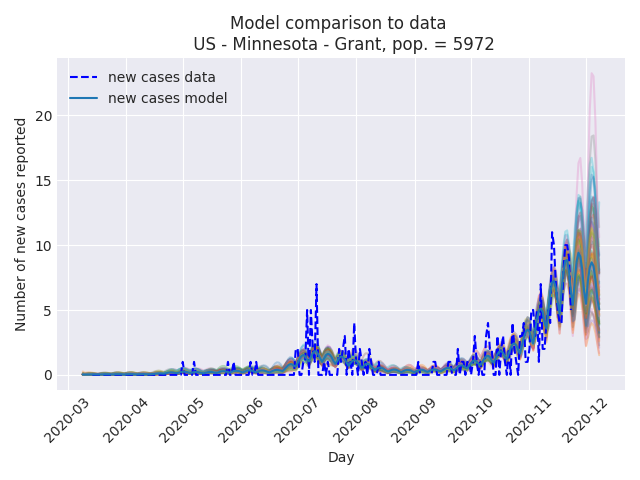 Model comparison to data
US - Minnesota - Grant, pop. = 5972
new cases data
new cases model
Number of new cases reported
20
15
10
5
0
2020-03
2020-04
2020-05
2020-06
2020-07
2020-08
2020-09
2020-10
2020-11
2020-12
Day